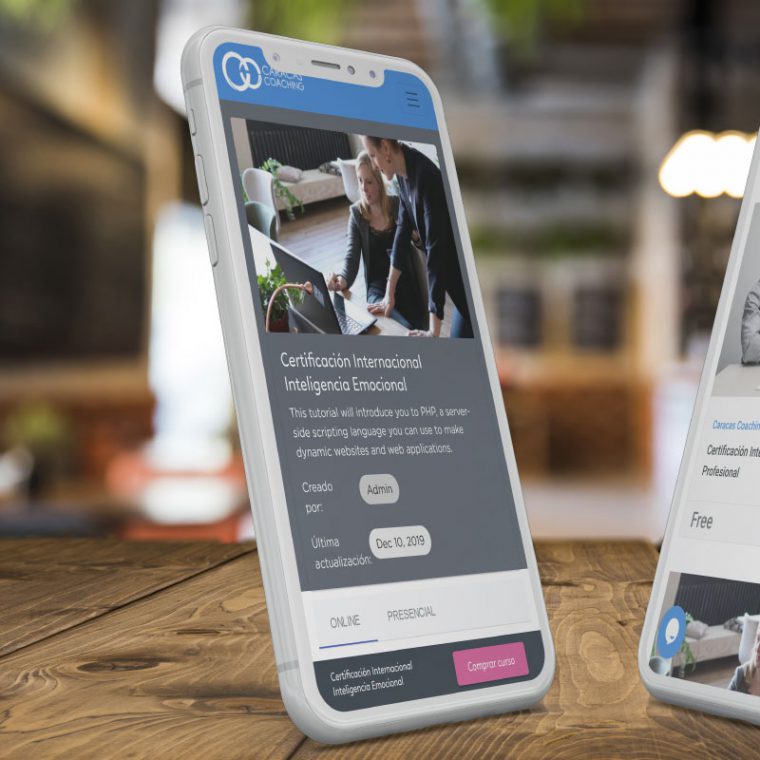 CARACAS
COACHING
Certificación Internacional
Inteligencia Emocional
This tutorial will introduce you to PHP, a server-
side scripting language you can use to make
dynamic websites and web applications.
Creado
por:
Admin
Última
actualización:
Dec 10, 2019
ONLINE
PRESENCIAL
Certificación Internacional
Inteligencia Emocional
Comprar curso
Caracas Coachin
Certificación Inte
Profesional
Free